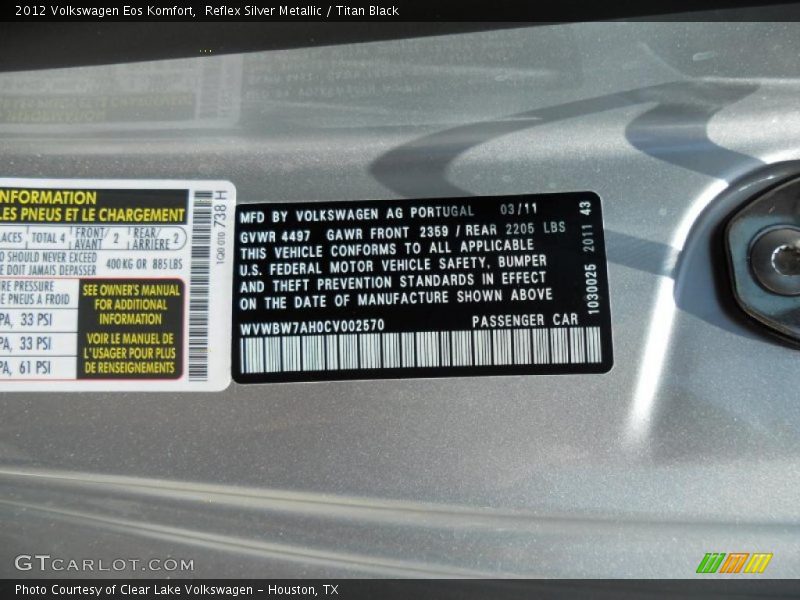 2012 Volkswagen Eos Komfort,  Reflex Silver Metallic / Titan Black
NFORMATION
LES PNEUS ET LE CHARGEMENT
LACES TOTAL 4 FRONT/ AVANT 2 REAR/ ARRIÈRE 2
O SHOULD NEVER EXCEED
E DOIT JAMAIS DEPASSER
400 KG OR 885 LBS
RE PRESSURE
E PNEUS A FROID
PA, 33 PSI
PA, 33 PSI
PA, 61 PSI
SEE OWNER'S MANUAL
FOR ADDITIONAL
INFORMATION
VOIR LE MANUEL DE
L'USAGER POUR PLUS
DE RENSEIGNEMENTS
1Q0 010 738 H
MFD BY VOLKSWAGEN AG PORTUGAL 03/11
GVWR 4497 GAWR FRONT 2359 / REAR 2205 LBS
THIS VEHICLE CONFORMS TO ALL APPLICABLE
U.S. FEDERAL MOTOR VEHICLE SAFETY, BUMPER
AND THEFT PREVENTION STANDARDS IN EFFECT
ON THE DATE OF MANUFACTURE SHOWN ABOVE
WVWBW7AH0CV002570 PASSENGER CAR
1030025 2011 43
GTCARLOT.COM
Photo Courtesy of Clear Lake Volkswagen - Houston, TX